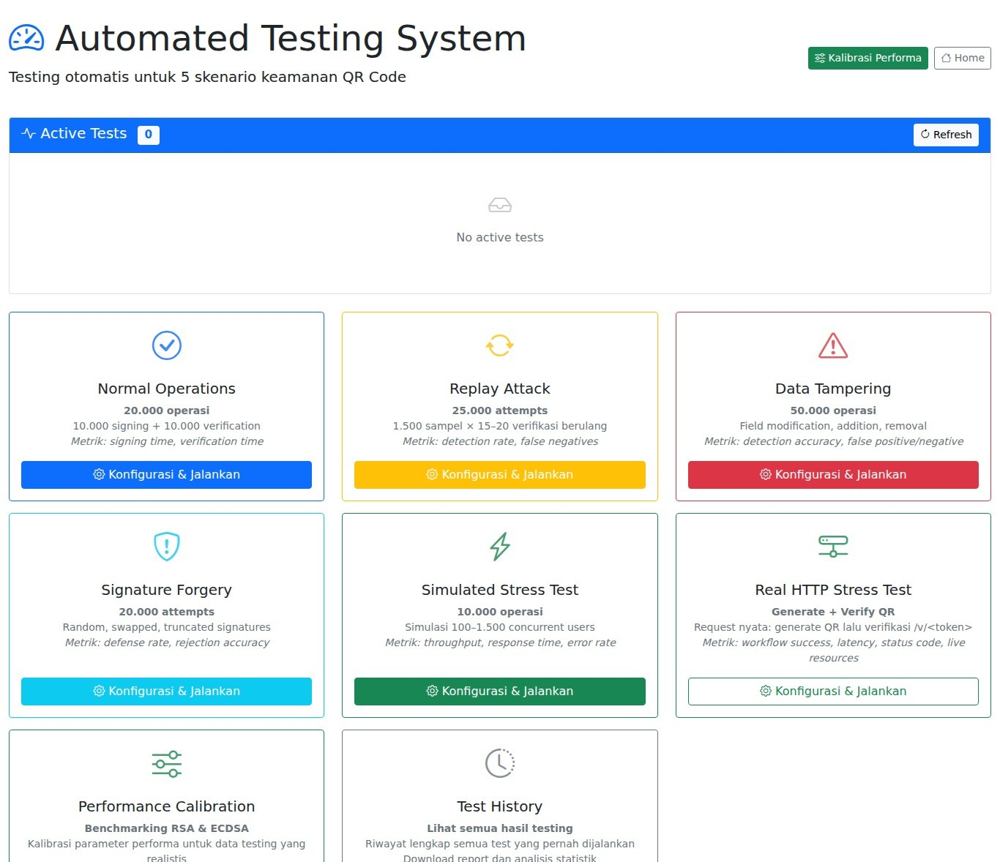 Automated Testing System
Testing otomatis untuk 5 skenario keamanan QR Code
Kalibrasi Performa
Home
Active Tests 0
Refresh
No active tests
Normal Operations
20.000 operasi
10.000 signing + 10.000 verification
Metrik: signing time, verification time
Konfigurasi & Jalankan
Replay Attack
25.000 attempts
1.500 sampel × 15–20 verifikasi berulang
Metrik: detection rate, false negatives
Konfigurasi & Jalankan
Data Tampering
50.000 operasi
Field modification, addition, removal
Metrik: detection accuracy, false positive/negative
Konfigurasi & Jalankan
Signature Forgery
20.000 attempts
Random, swapped, truncated signatures
Metrik: defense rate, rejection accuracy
Konfigurasi & Jalankan
Simulated Stress Test
10.000 operasi
Simulasi 100–1.500 concurrent users
Metrik: throughput, response time, error rate
Konfigurasi & Jalankan
Real HTTP Stress Test
Generate + Verify QR
Request nyata: generate QR lalu verifikasi /v/<token>
Metrik: workflow success, latency, status code, live
resources
Konfigurasi & Jalankan
Performance Calibration
Benchmarking RSA & ECDSA
Kalibrasi parameter performa untuk data testing yang
realistis
Test History
Lihat semua hasil testing
Riwayat lengkap semua test yang pernah dijalankan
Download report dan analisis statistik